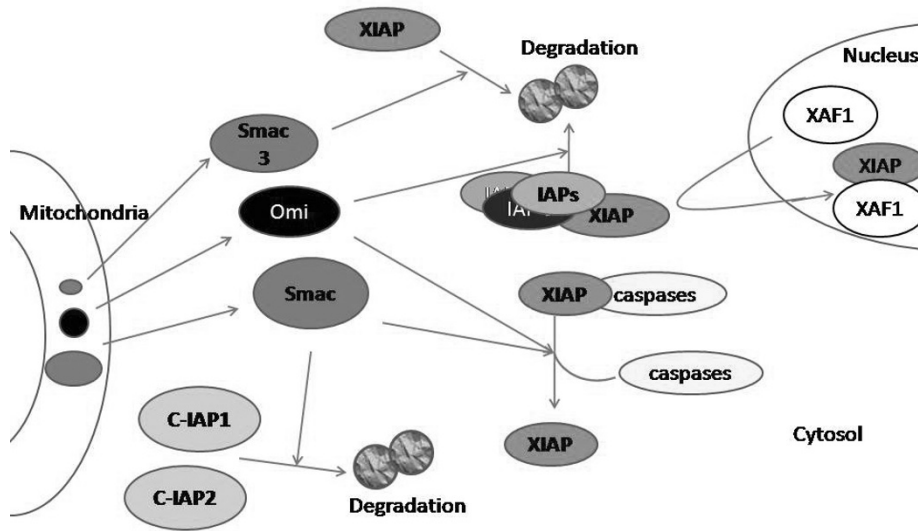 XIAP
Degradation
Nucleus
XAF1
Smac
3
XIAP
IAPs
Mitochondria
Omi
XIAP
XAF1
Smac
XIAP
caspases
caspases
C-IAP1
XIAP
Cytosol
C-IAP2
Degradation